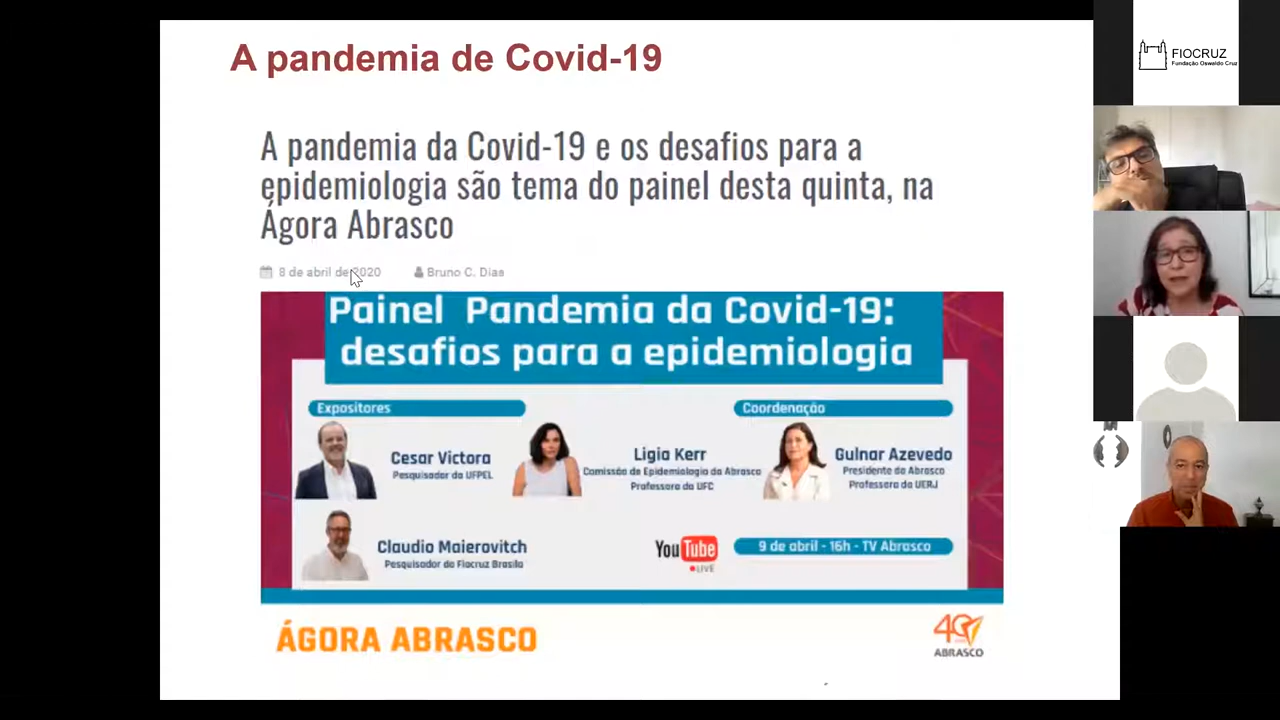 A pandemia de Covid-19
A pandemia da Covid-19 e os desafios para a
epidemiologia são tema do painel desta quinta, na
Ágora Abrasco
8 de abril de 2020
Bruno C. Dias
Painel Pandemia da Covid-19:
desafios para a epidemiologia
Expositores
Coordenação
Cesar Victora
Pesquisador da UFPEL
Ligia Kerr
Comissão de Epidemiologia da Abrasco
Professora da UFC
Gulnar Azevedo
Presidente da Abrasco
Professora da UERJ
Claudio Maierovitch
Pesquisador da Fiocruz Brasília
YouTube
LIVE
9 de abril - 16h - TV Abrasco
ÁGORA ABRASCO
40
ABRASCO
FIOCRUZ
Fundação Oswaldo Cruz